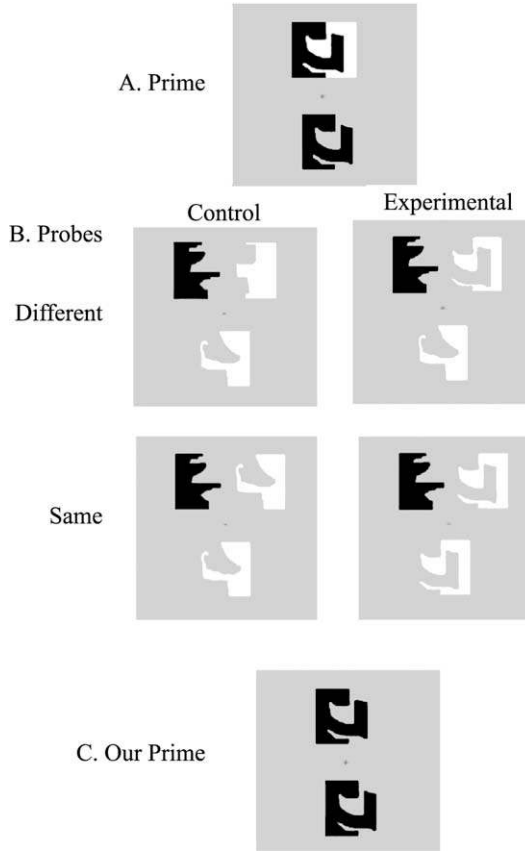 A. Prime
Control
Experimental
B. Probes
Different
Same
C. Our Prime